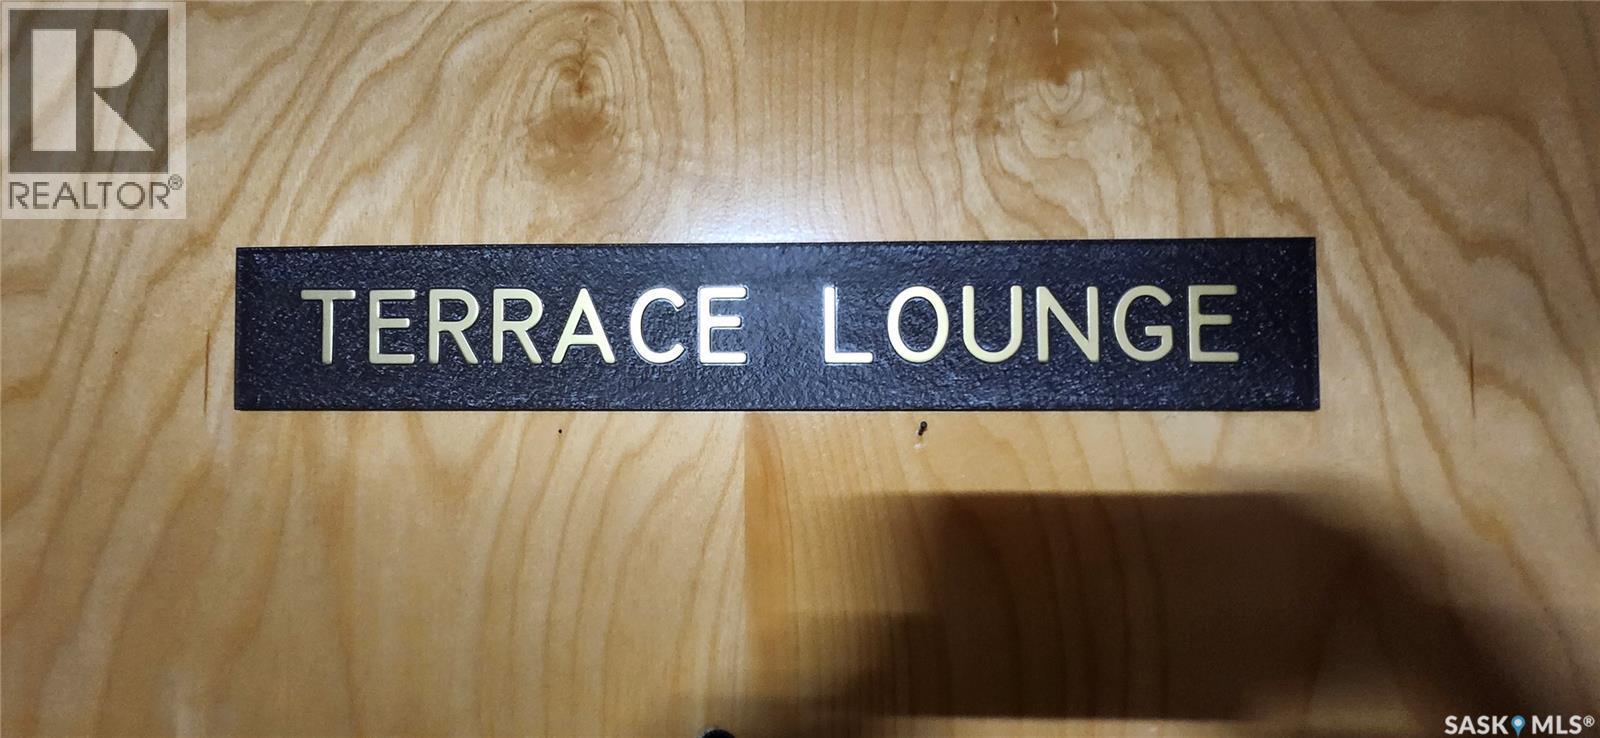 REALTOR®
TERRACE LOUNGE
SASK MLS®